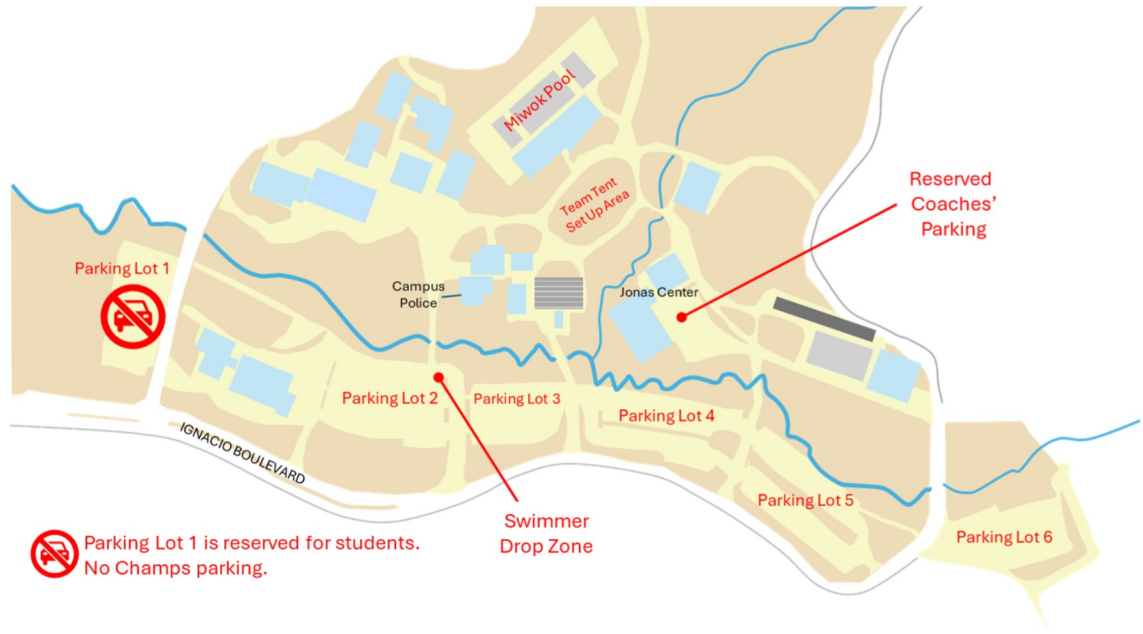 Miwok Pool
Reserved
Coaches'
Parking
Team Tent
Set Up Area
Parking Lot 1
Campus
Police
Jonas Center
Parking Lot 2
Parking Lot 3
Parking Lot 4
IGNACIO BOULEVARD
Parking Lot 5
Swimmer
Drop Zone
Parking Lot 6
Parking Lot 1 is reserved for students.
No Champs parking.